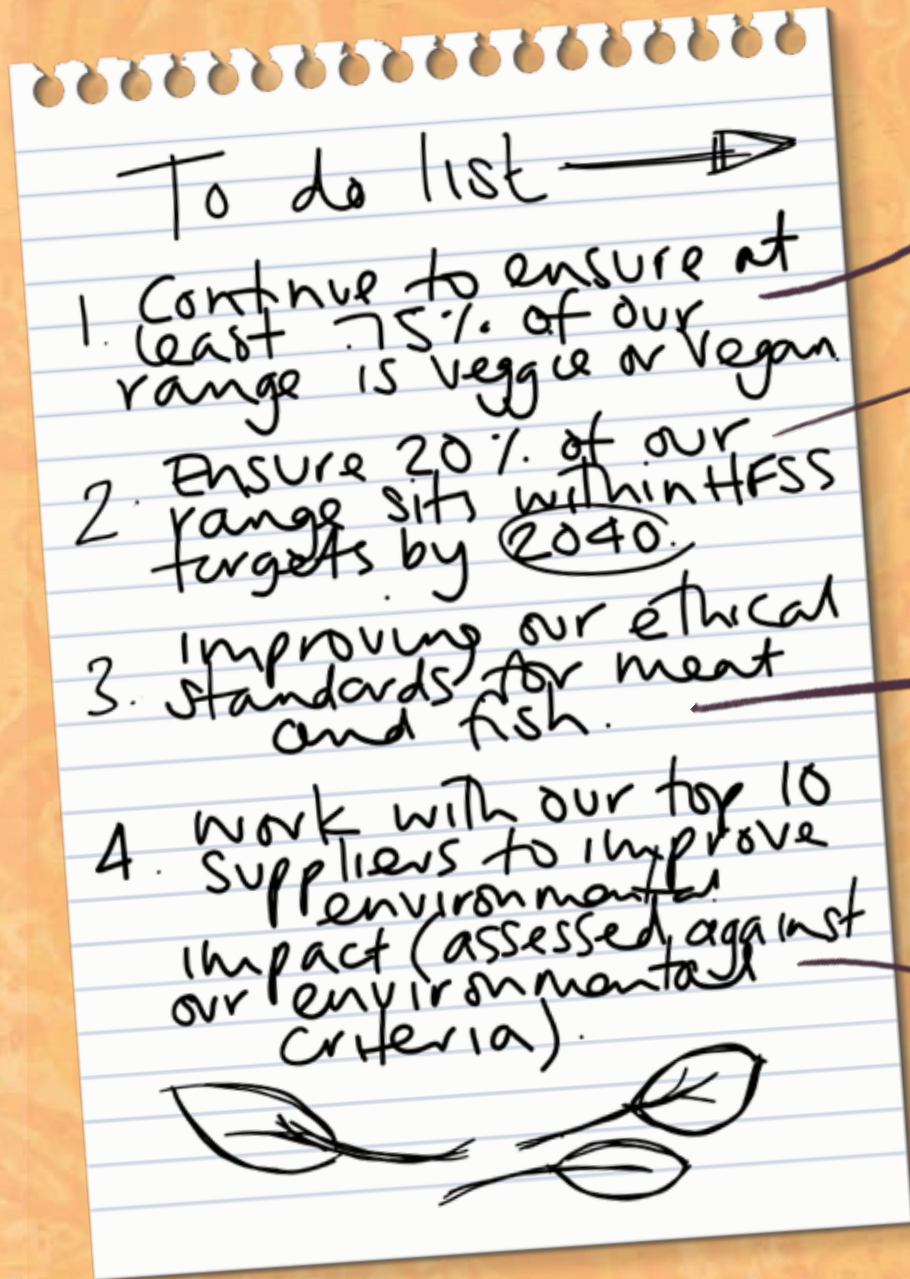 To do list
1. Continue to ensure at
least 75% of our
range is veggie or vegan
2. Ensure 20% of our
range sits within HFSS
targets by 2040.
3. improving our ethical
standards for meat
and fish.
4. work with our top 10
suppliers to improve
environmental
impact (assessed against
our environmental
criteria).